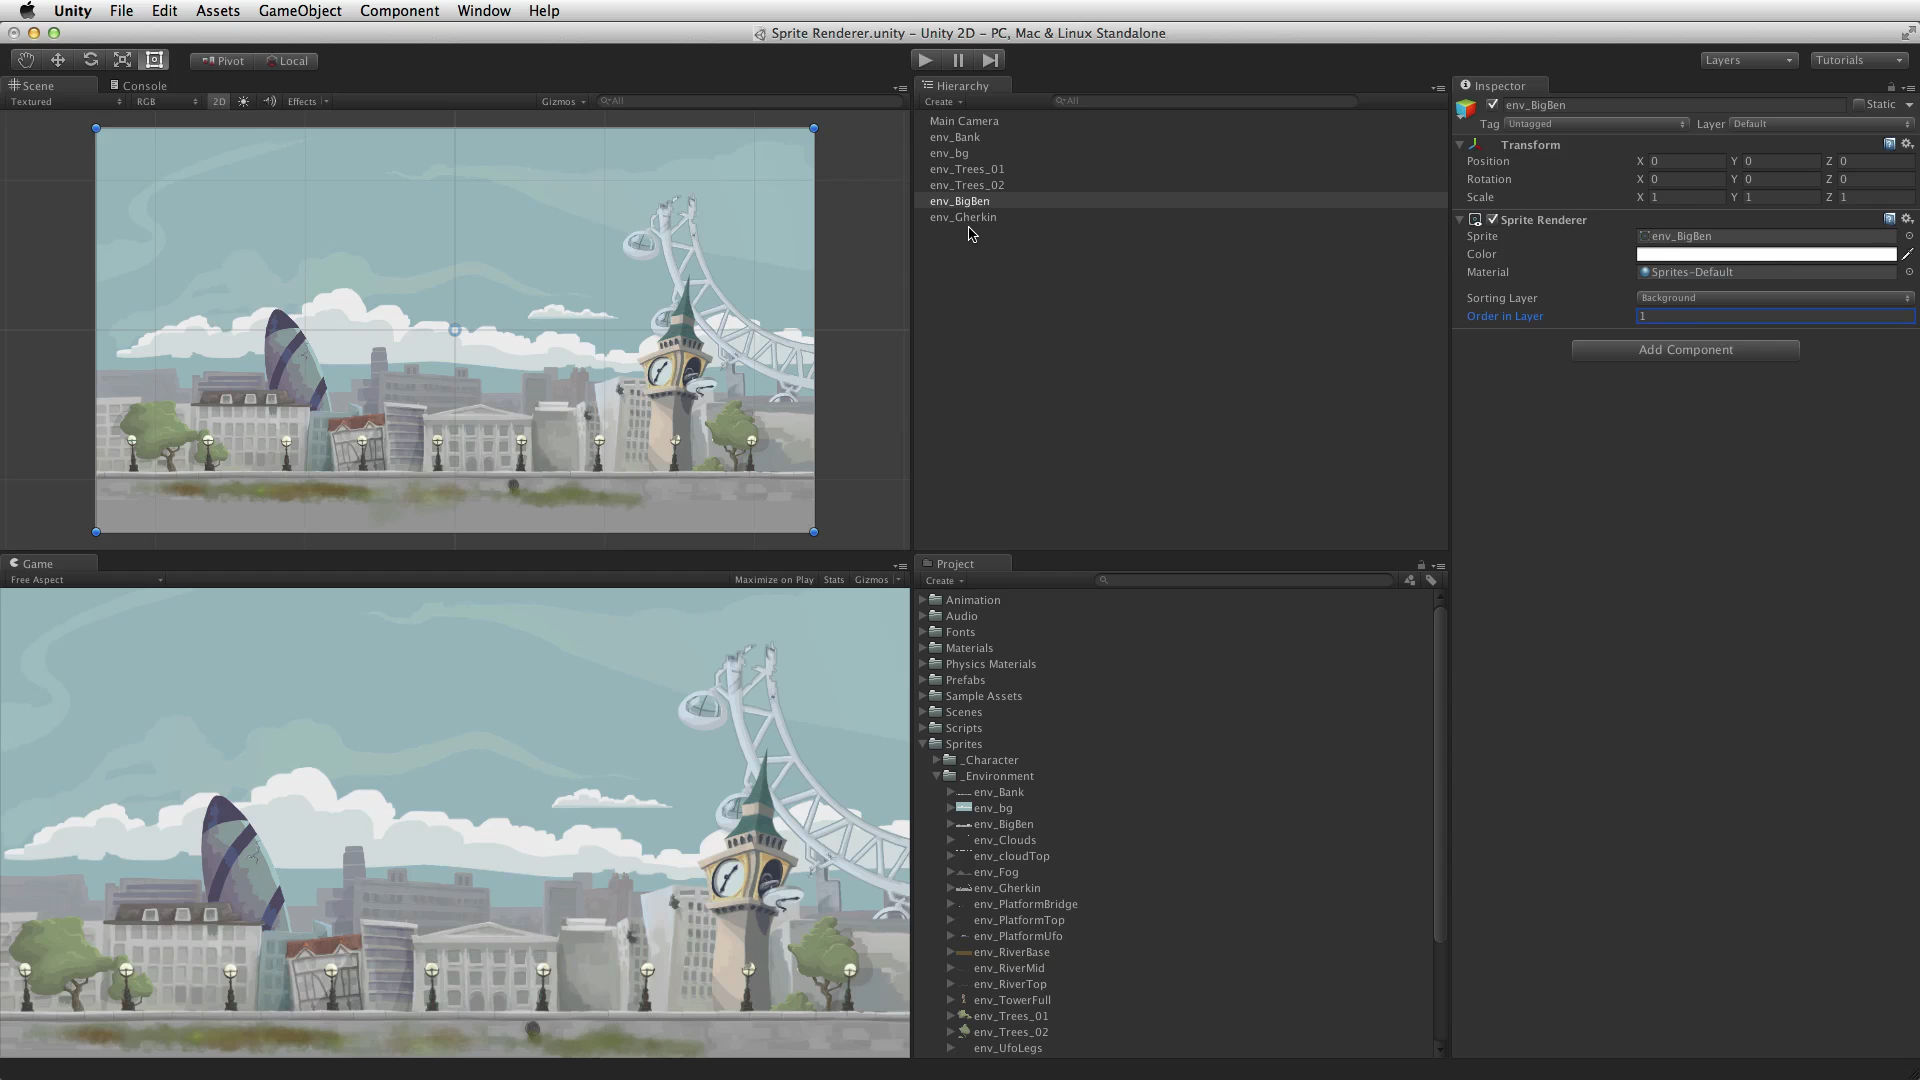 Unity File Edit Assets GameObject Component Window Help
Sprite Renderer.unity – Unity 2D – PC, Mac & Linux Standalone
Pivot Local
Layers Tutorials
Scene Console
Textured RGB 2D Effects Gizmos All
Hierarchy
Create All
Main Camera
env_Bank
env_bg
env_Trees_01
env_Trees_02
env_BigBen
env_Gherkin
Inspector
env_BigBen Static
Tag Untagged Layer Default
Transform
Position X 0 Y 0 Z 0
Rotation X 0 Y 0 Z 0
Scale X 1 Y 1 Z 1
Sprite Renderer
Sprite env_BigBen
Color
Material Sprites-Default
Sorting Layer Background
Order in Layer 1
Add Component
Game
Free Aspect Maximize on Play Stats Gizmos
Project
Create
Animation
Audio
Fonts
Materials
Physics Materials
Prefabs
Sample Assets
Scenes
Scripts
Sprites
_Character
_Environment
env_Bank
env_bg
env_BigBen
env_Clouds
env_cloudTop
env_Fog
env_Gherkin
env_PlatformBridge
env_PlatformTop
env_PlatformUfo
env_RiverBase
env_RiverMid
env_RiverTop
env_TowerFull
env_Trees_01
env_Trees_02
env_UfoLegs